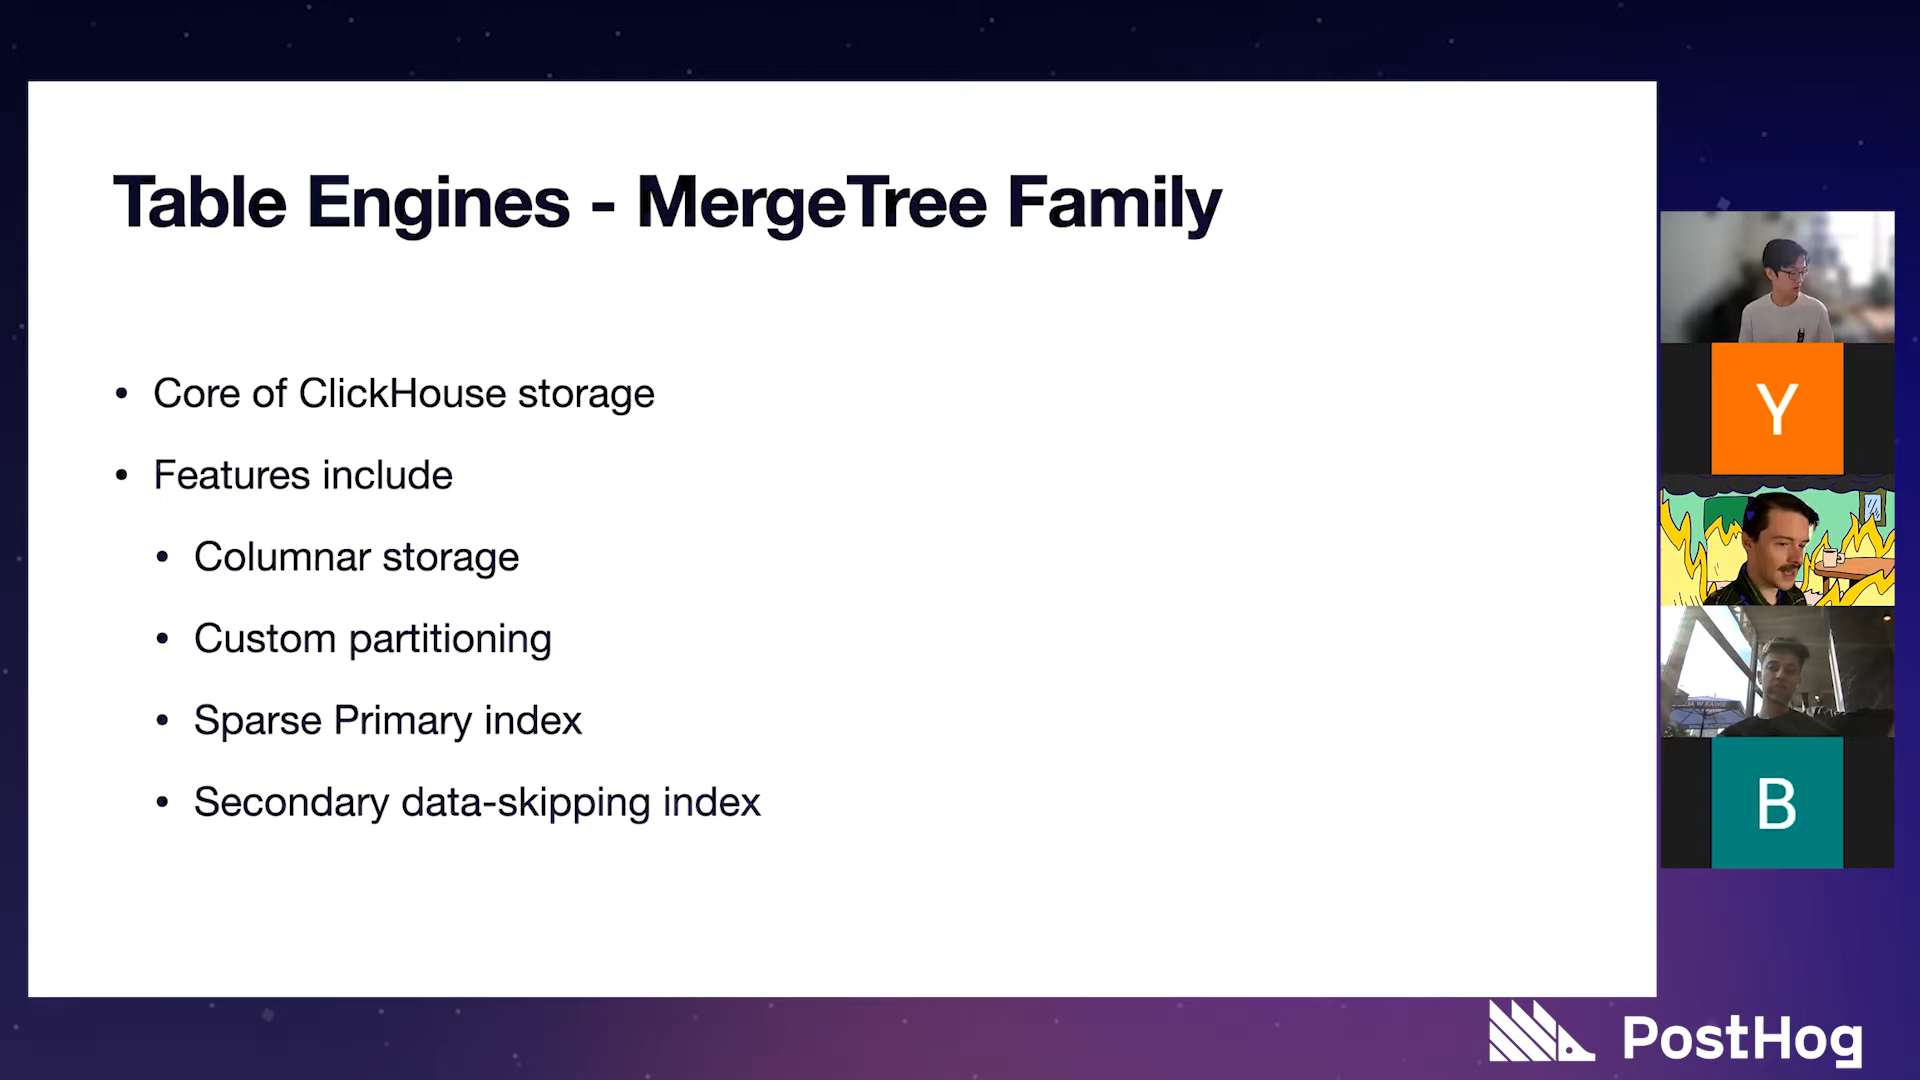 Table Engines - MergeTree Family
• Core of ClickHouse storage
• Features include
• Columnar storage
• Custom partitioning
• Sparse Primary index
• Secondary data-skipping index
Y
B
PostHog